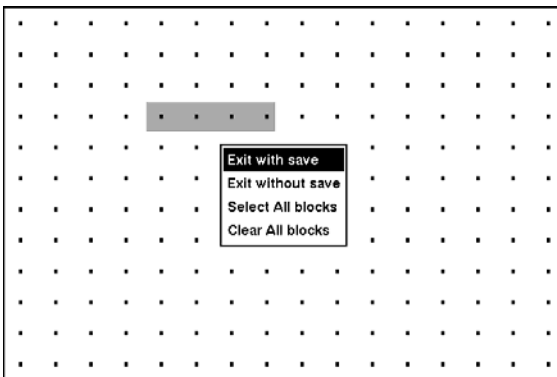 Exit with save
Exit without save
Select All blocks
Clear All blocks